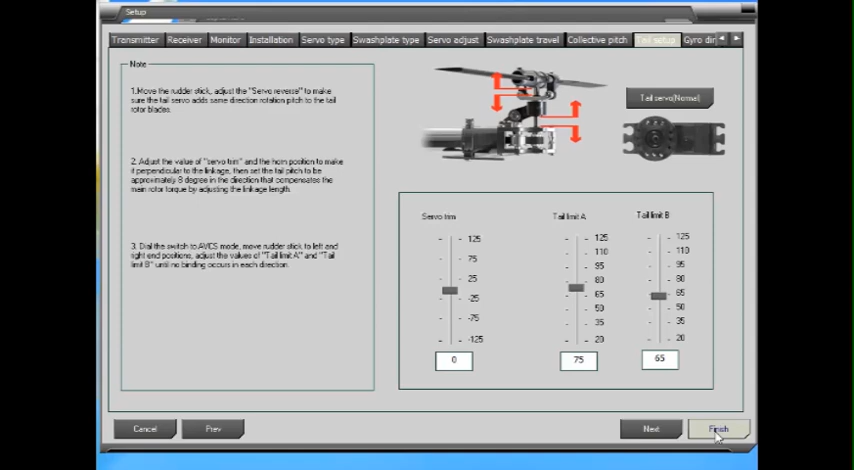 Setup
Transmitter Receiver Monitor Installation Servo type Swashplate type Servo adjust Swashplate travel Collective pitch Tail setup Gyro dir
Note
1.Move the rudder stick, adjust the "Servo reverse" to make
sure the tail servo adds same direction rotation pitch to the tail
rotor blades.
2. Adjust the value of "servo trim" and the horn position to make
it perpendicular to the linkage, then set the tail pitch to be
approximately 8 degree in the direction that compensates the
main rotor torque by adjusting the linkage length.
3. Dial the switch to AVCS mode, move rudder stick to left and
right end positions, adjust the values of "Tail limit A" and "Tail
limit B" until no binding occurs in each direction.
Tail servo(Normal)
Servo trim
125
75
25
-25
-75
-125
0
Tail limit A
125
110
95
80
65
50
35
20
75
Tail limit B
125
110
95
80
65
50
35
20
65
Cancel Prev Next Finish